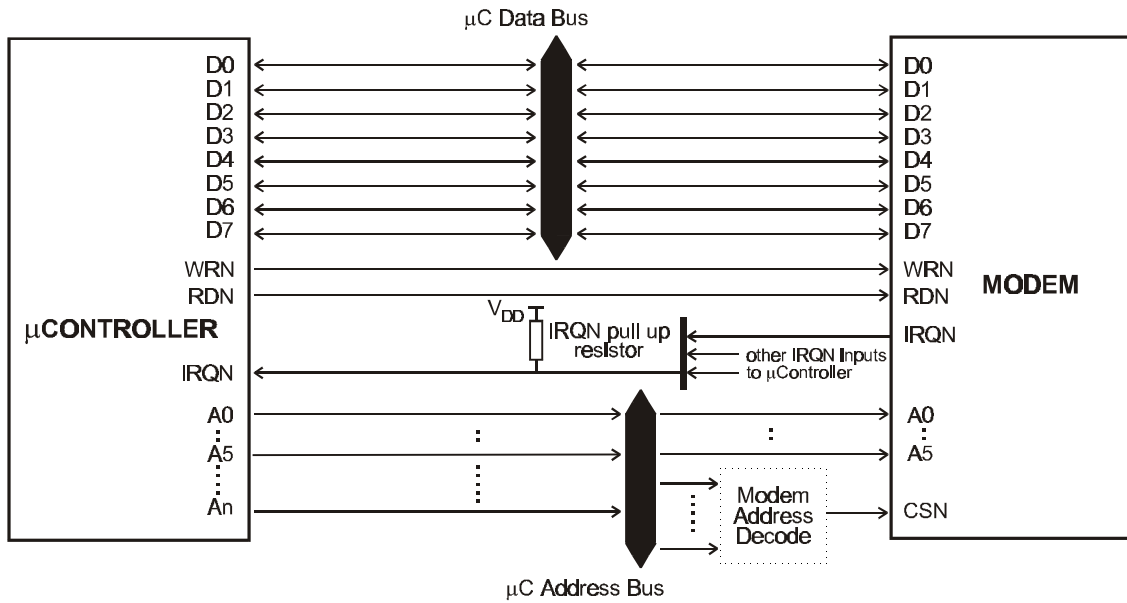 μC Data Bus
D0
D1
D2
D3
D4
D5
D6
D7
WRN
RDN
μCONTROLLER
IRQN
A0
A5
An
D0
D1
D2
D3
D4
D5
D6
D7
WRN
RDN
MODEM
IRQN
A0
A5
CSN
VDD
IRQN pull up
resistor
other IRQN Inputs
to μController
Modem
Address
Decode
μC Address Bus